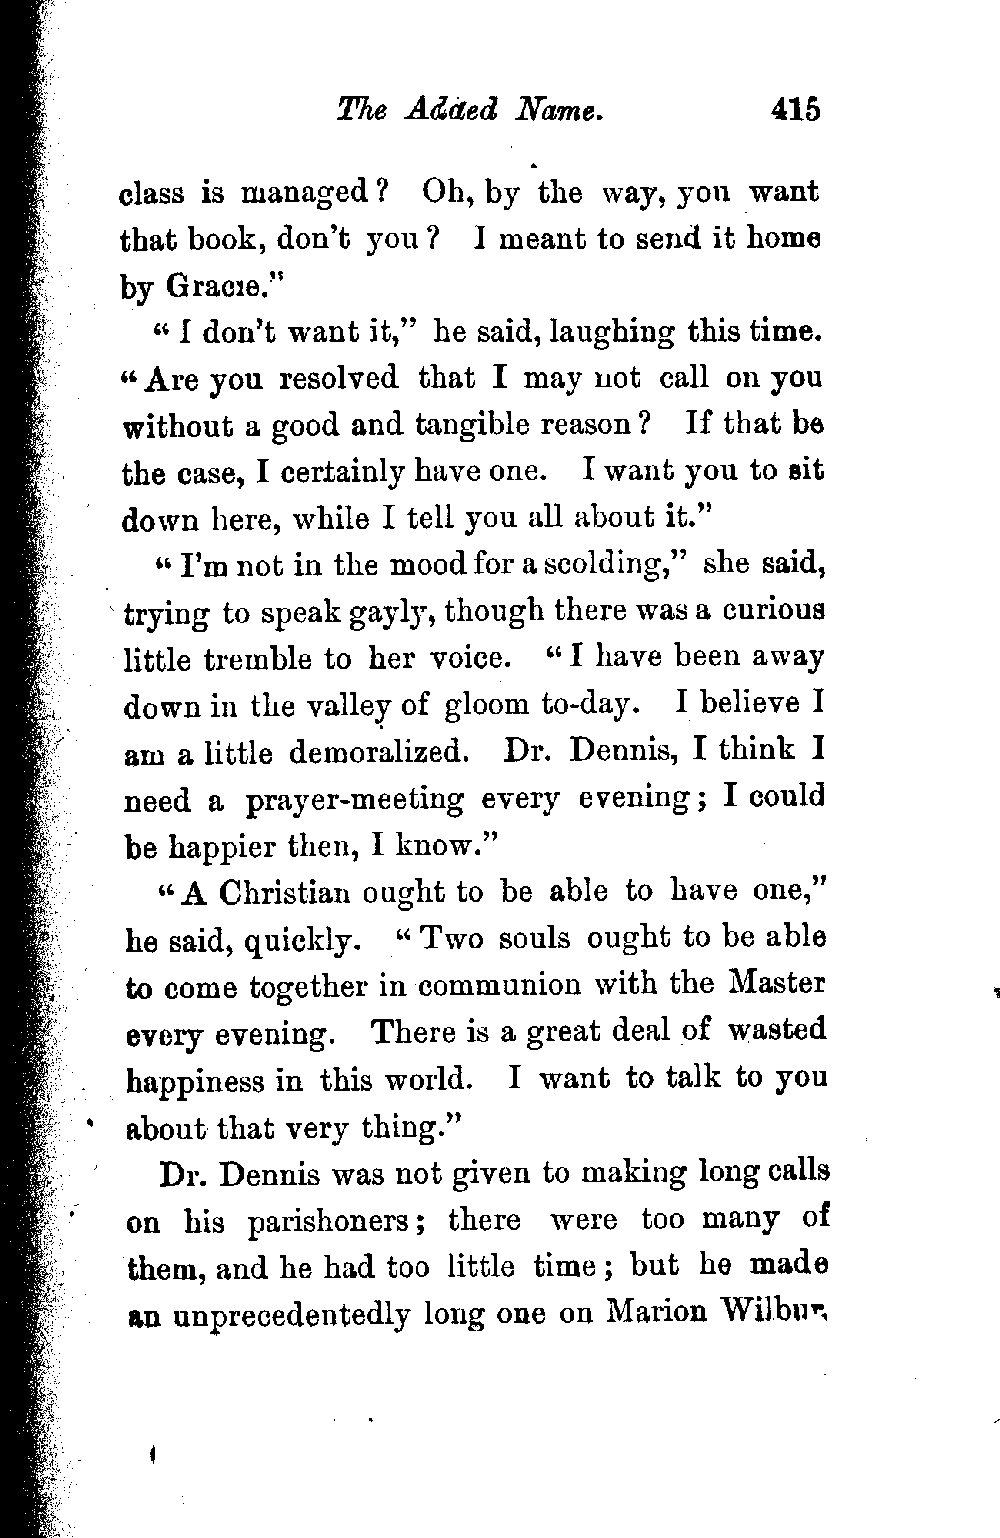 The Added Name. 415
class is managed? Oh, by the way, you want
that book, don't you? I meant to send it home
by Gracie."
"I don't want it," he said, laughing this time.
"Are you resolved that I may not call on you
without a good and tangible reason? If that be
the case, I certainly have one. I want you to sit
down here, while I tell you all about it."
"I'm not in the mood for a scolding," she said,
trying to speak gayly, though there was a curious
little tremble to her voice. "I have been away
down in the valley of gloom to-day. I believe I
am a little demoralized. Dr. Dennis, I think I
need a prayer-meeting every evening; I could
be happier then, I know."
"A Christian ought to be able to have one,"
he said, quickly. "Two souls ought to be able
to come together in communion with the Master
every evening. There is a great deal of wasted
happiness in this world. I want to talk to you
about that very thing."
Dr. Dennis was not given to making long calls
on his parishoners; there were too many of
them, and he had too little time; but he made
an unprecedentedly long one on Marion Wilbur,